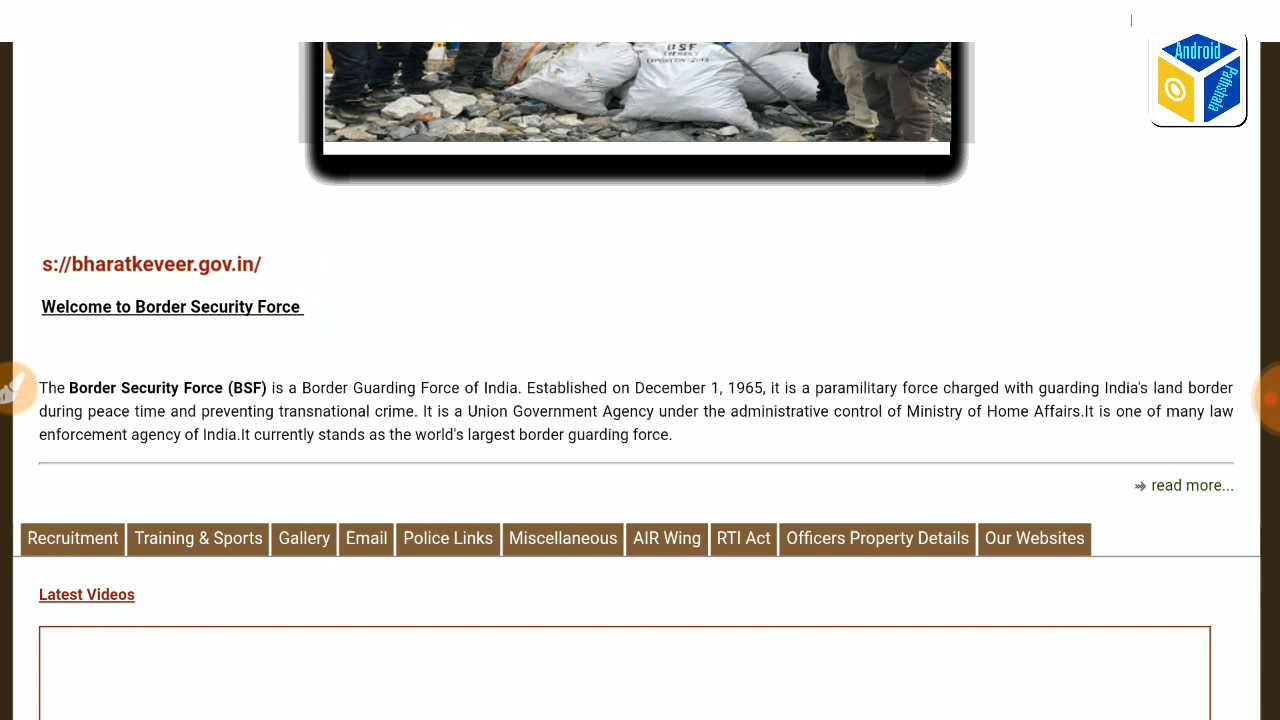 Android
Pathshala
BSF
s://bharatkeveer.gov.in/
Welcome to Border Security Force
The Border Security Force (BSF) is a Border Guarding Force of India. Established on December 1, 1965, it is a paramilitary force charged with guarding India's land border
during peace time and preventing transnational crime. It is a Union Government Agency under the administrative control of Ministry of Home Affairs.It is one of many law
enforcement agency of India.It currently stands as the world's largest border guarding force.
read more...
Recruitment Training & Sports Gallery Email Police Links Miscellaneous AIR Wing RTI Act Officers Property Details Our Websites
Latest Videos